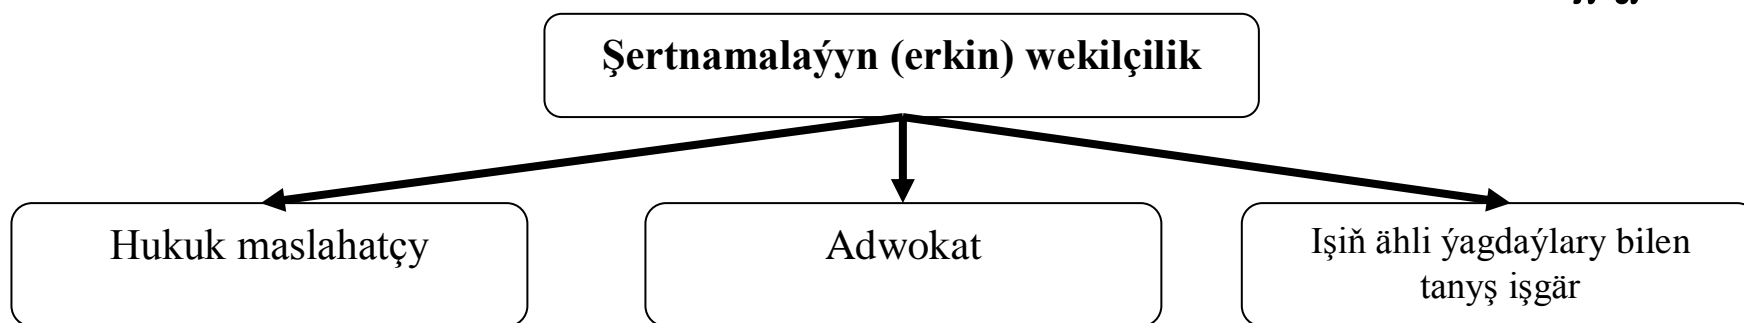 Şertnamalaýyn (erkin) wekilçilik
Hukuk maslahatçy
Adwokat
Işiň ähli ýagdaýlary bilen
tanyş işgär